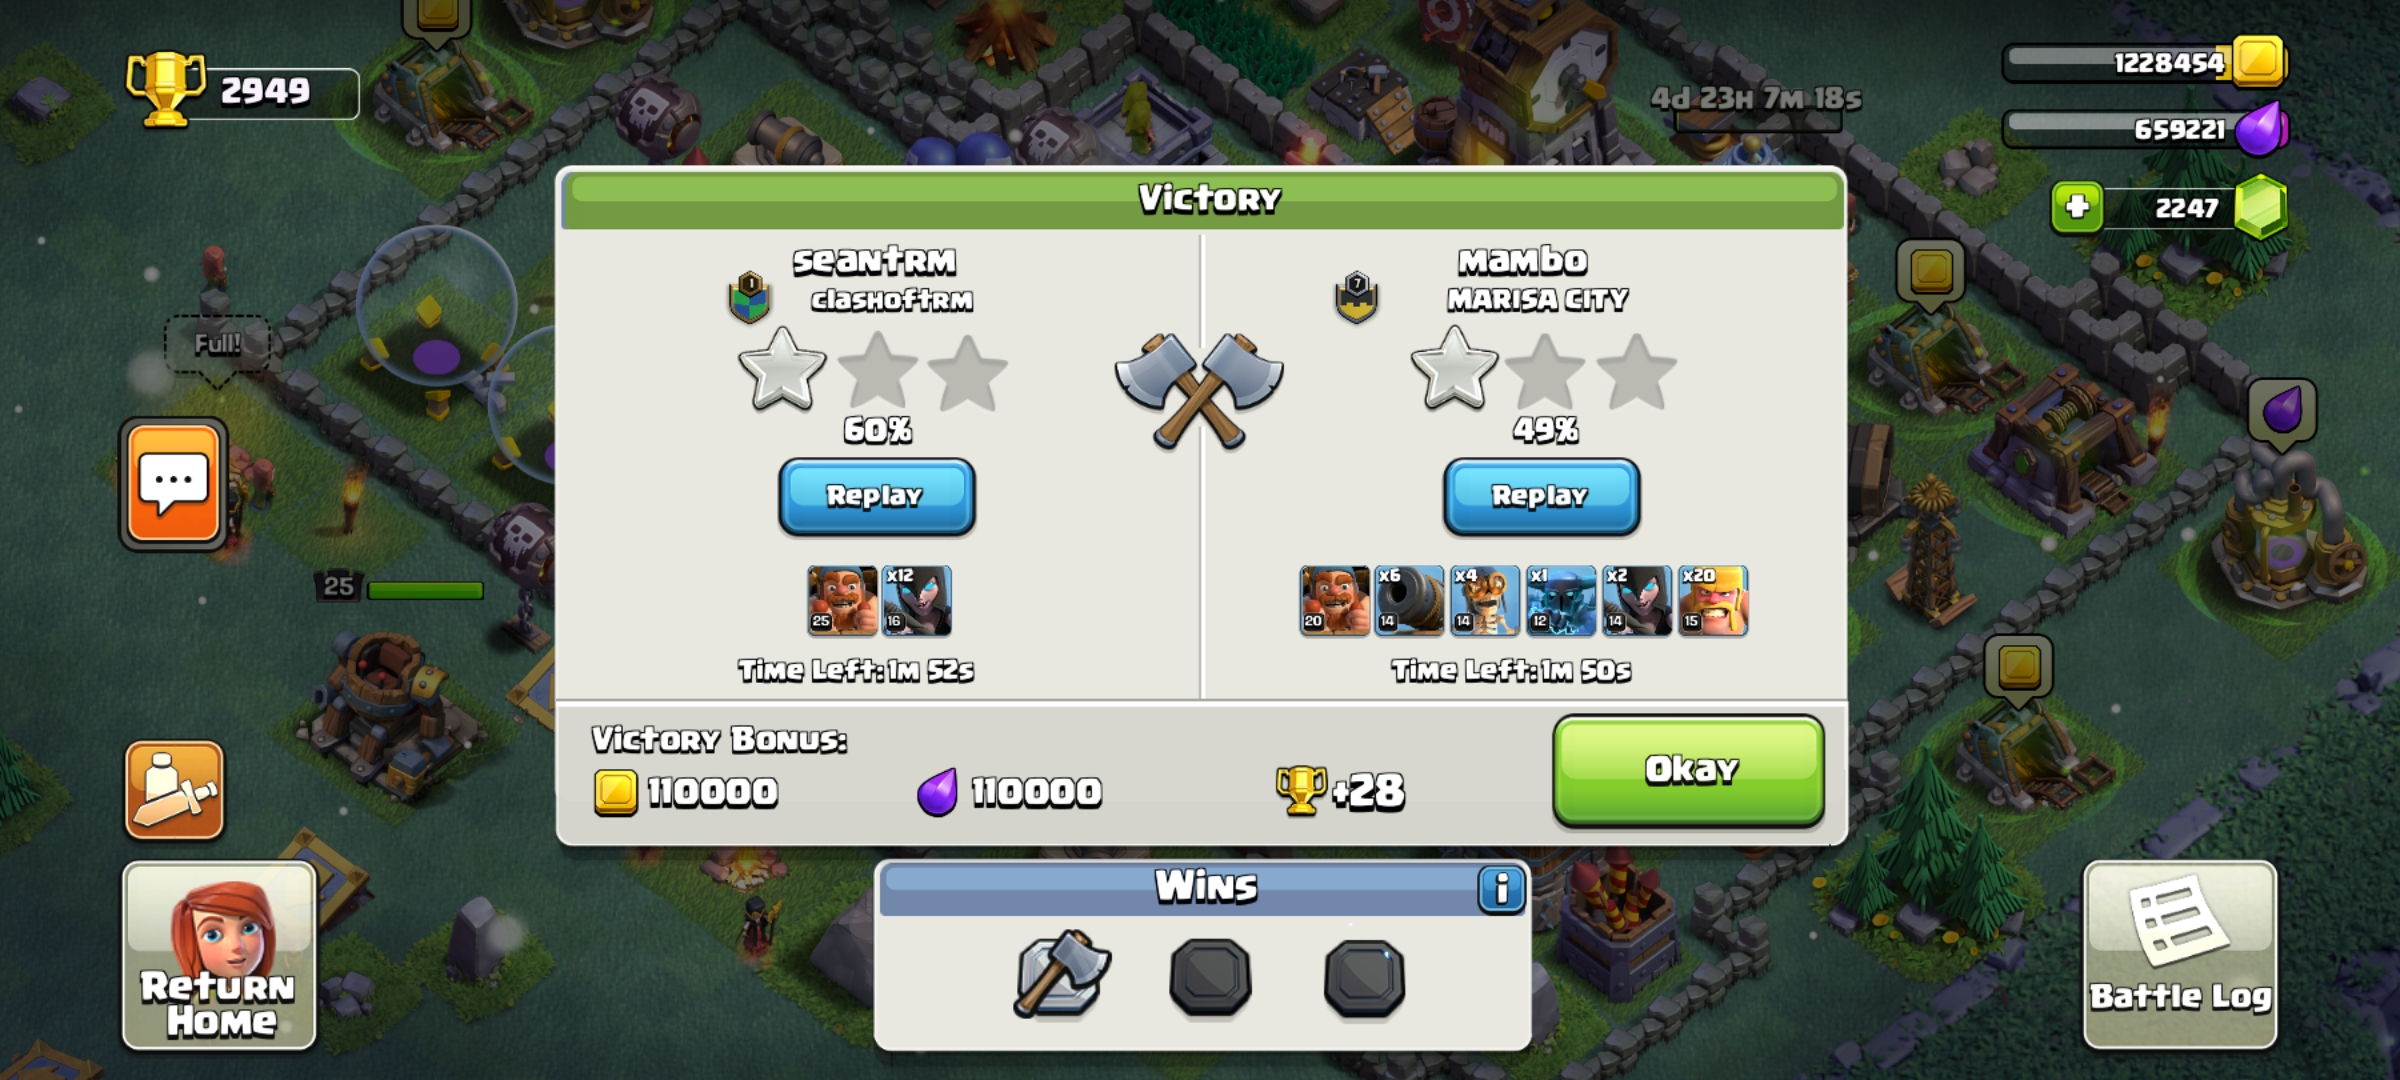 2949
4d 23H 7M 18s
1228454
659221
2247
Full!
25
Victory
seantrm
clashoftrm
1
60%
Replay
25
x12
16
Time Left:1m 52s
Mambo
MARISA CITY
7
49%
Replay
20
x6
14
x4
14
x1
12
x2
14
x20
15
Time Left:1m 50s
Victory Bonus:
110000
110000
+28
Okay
Wins
i
Return
Home
Battle Log